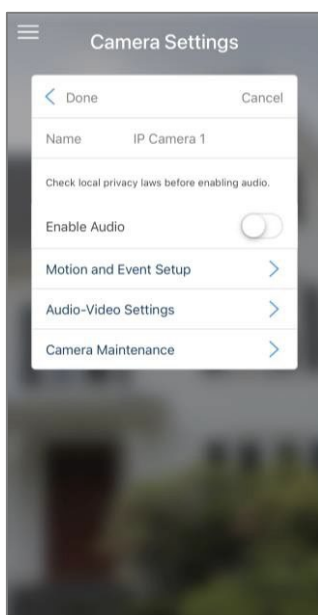 Camera Settings
Done Cancel
Name IP Camera 1
Check local privacy laws before enabling audio.
Enable Audio
Motion and Event Setup
Audio-Video Settings
Camera Maintenance